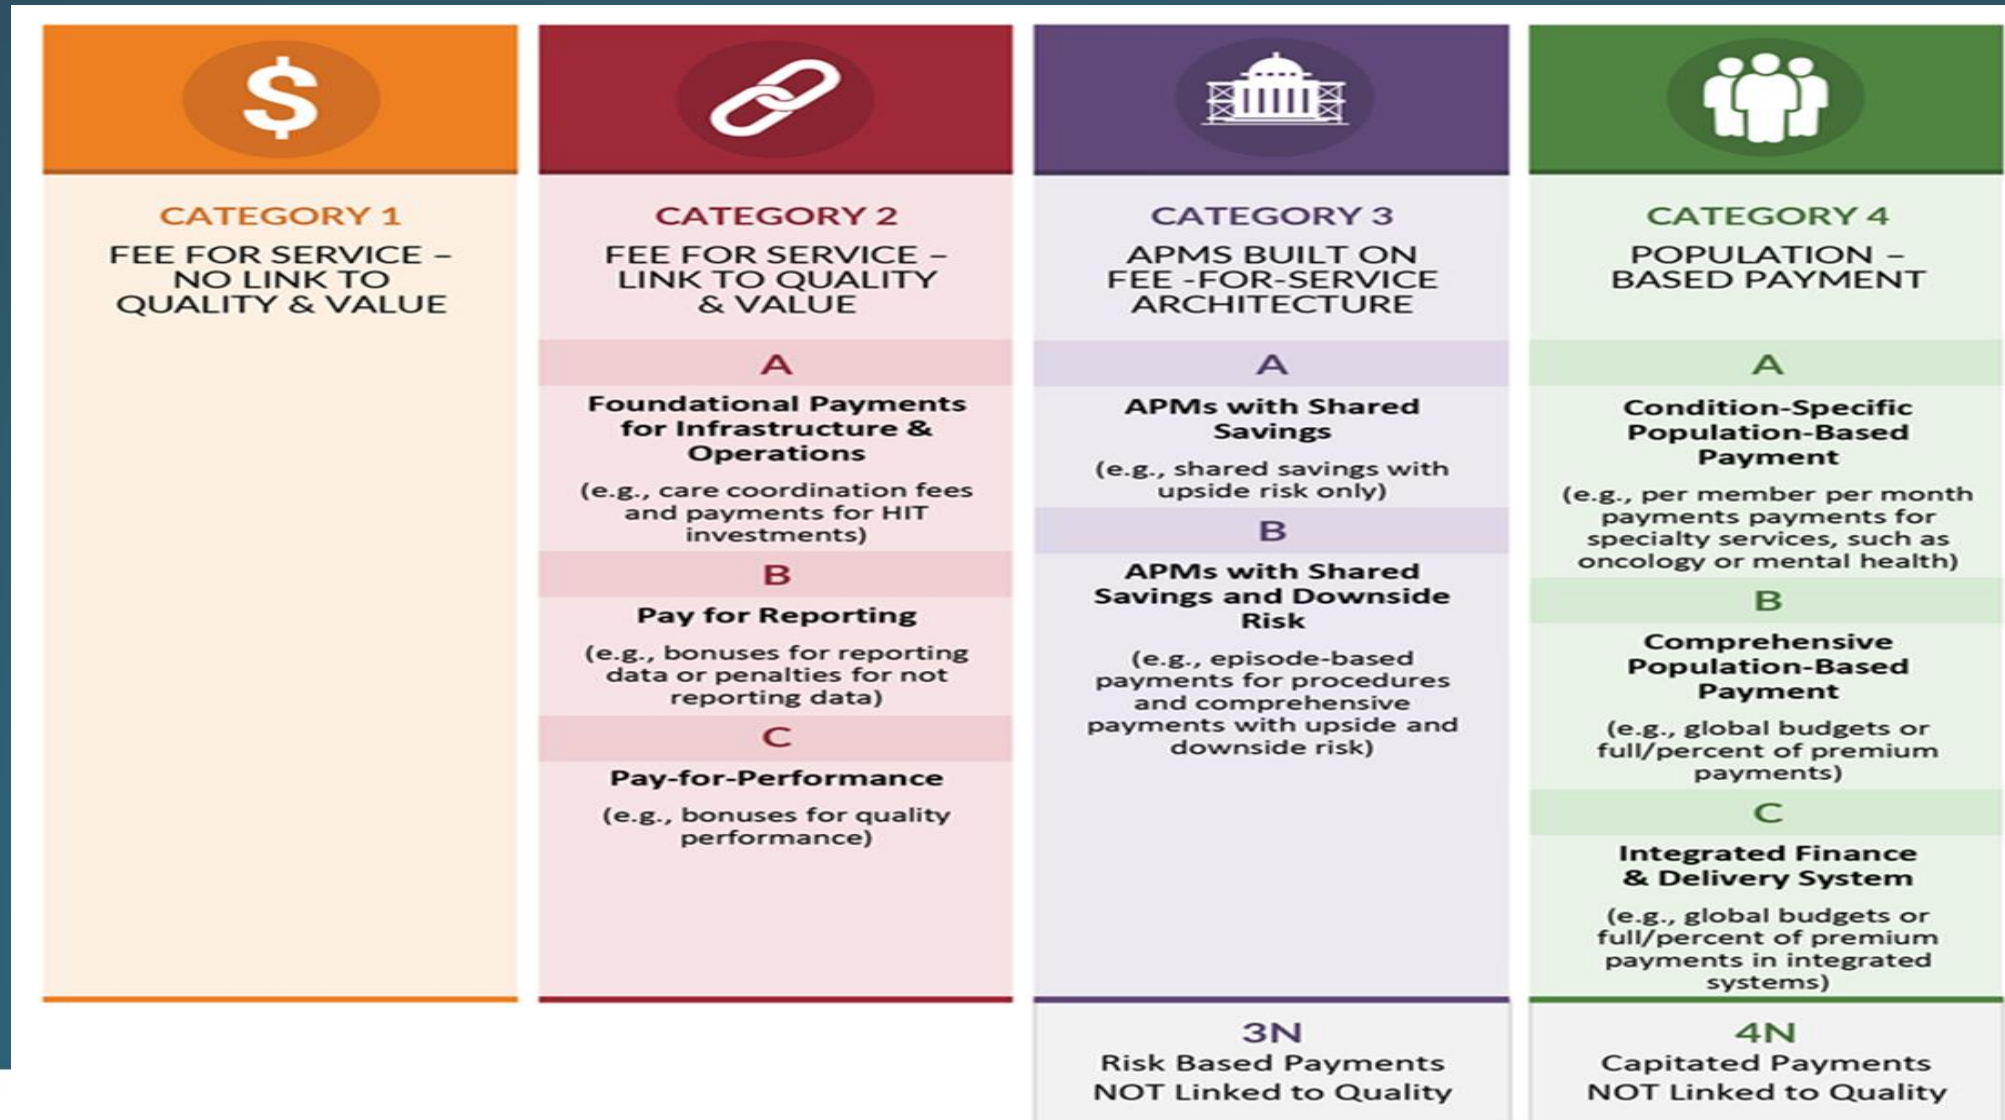 $
CATEGORY 1
FEE FOR SERVICE –
NO LINK TO
QUALITY & VALUE
CATEGORY 2
FEE FOR SERVICE –
LINK TO QUALITY
& VALUE
A
Foundational Payments
for Infrastructure &
Operations
(e.g., care coordination fees
and payments for HIT
investments)
B
Pay for Reporting
(e.g., bonuses for reporting
data or penalties for not
reporting data)
C
Pay-for-Performance
(e.g., bonuses for quality
performance)
CATEGORY 3
APMS BUILT ON
FEE -FOR-SERVICE
ARCHITECTURE
A
APMs with Shared
Savings
(e.g., shared savings with
upside risk only)
B
APMs with Shared
Savings and Downside
Risk
(e.g., episode-based
payments for procedures
and comprehensive
payments with upside and
downside risk)
3N
Risk Based Payments
NOT Linked to Quality
CATEGORY 4
POPULATION –
BASED PAYMENT
A
Condition-Specific
Population-Based
Payment
(e.g., per member per month
payments payments for
specialty services, such as
oncology or mental health)
B
Comprehensive
Population-Based
Payment
(e.g., global budgets or
full/percent of premium
payments)
C
Integrated Finance
& Delivery System
(e.g., global budgets or
full/percent of premium
payments in integrated
systems)
4N
Capitated Payments
NOT Linked to Quality